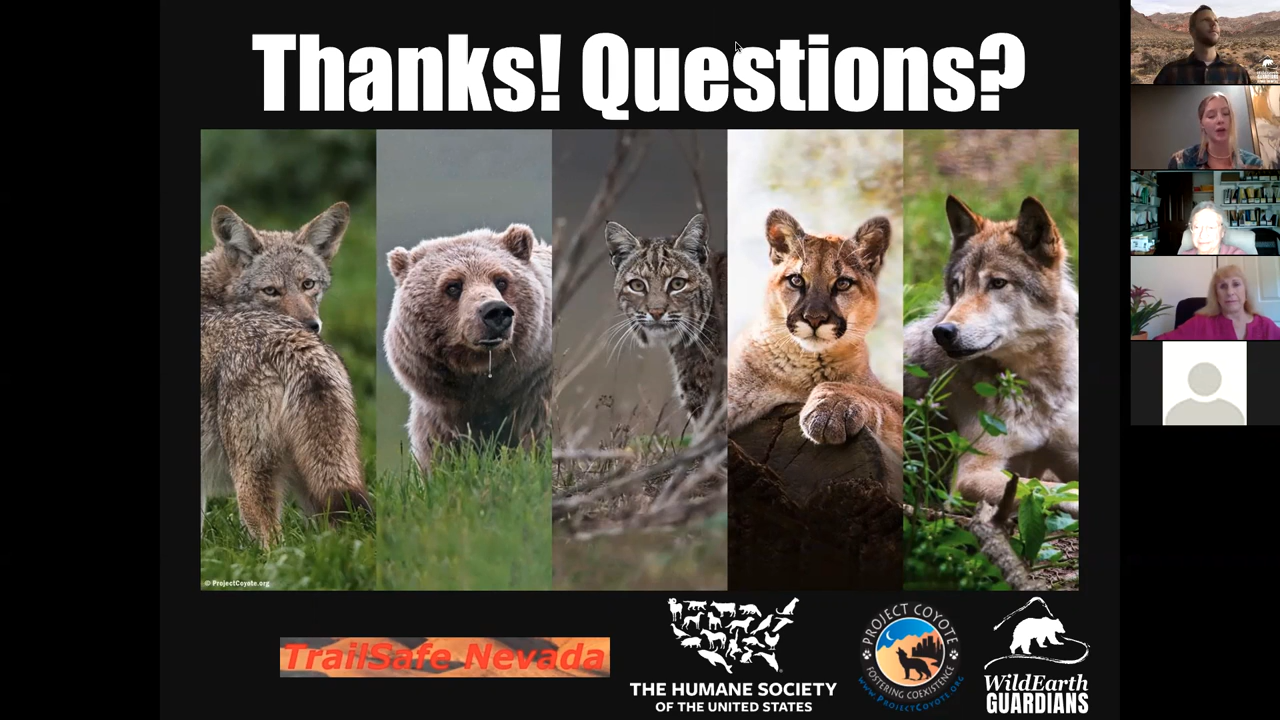 Thanks! Questions?
© ProjectCoyote.org
TrailSafe Nevada
THE HUMANE SOCIETY
OF THE UNITED STATES
PROJECT COYOTE
FOSTERING COEXISTENCE
WWW.PROJECTCOYOTE.ORG
WildEarth
GUARDIANS